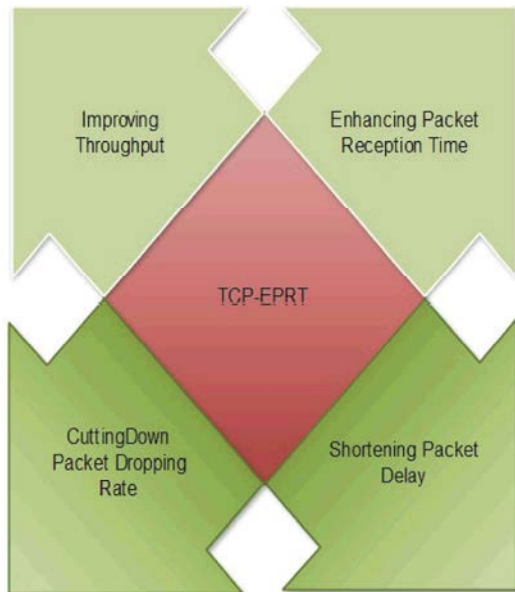 Improving
Throughput
Enhancing Packet
Reception Time
TCP-EPRT
CuttingDown
Packet Dropping
Rate
Shortening Packet
Delay